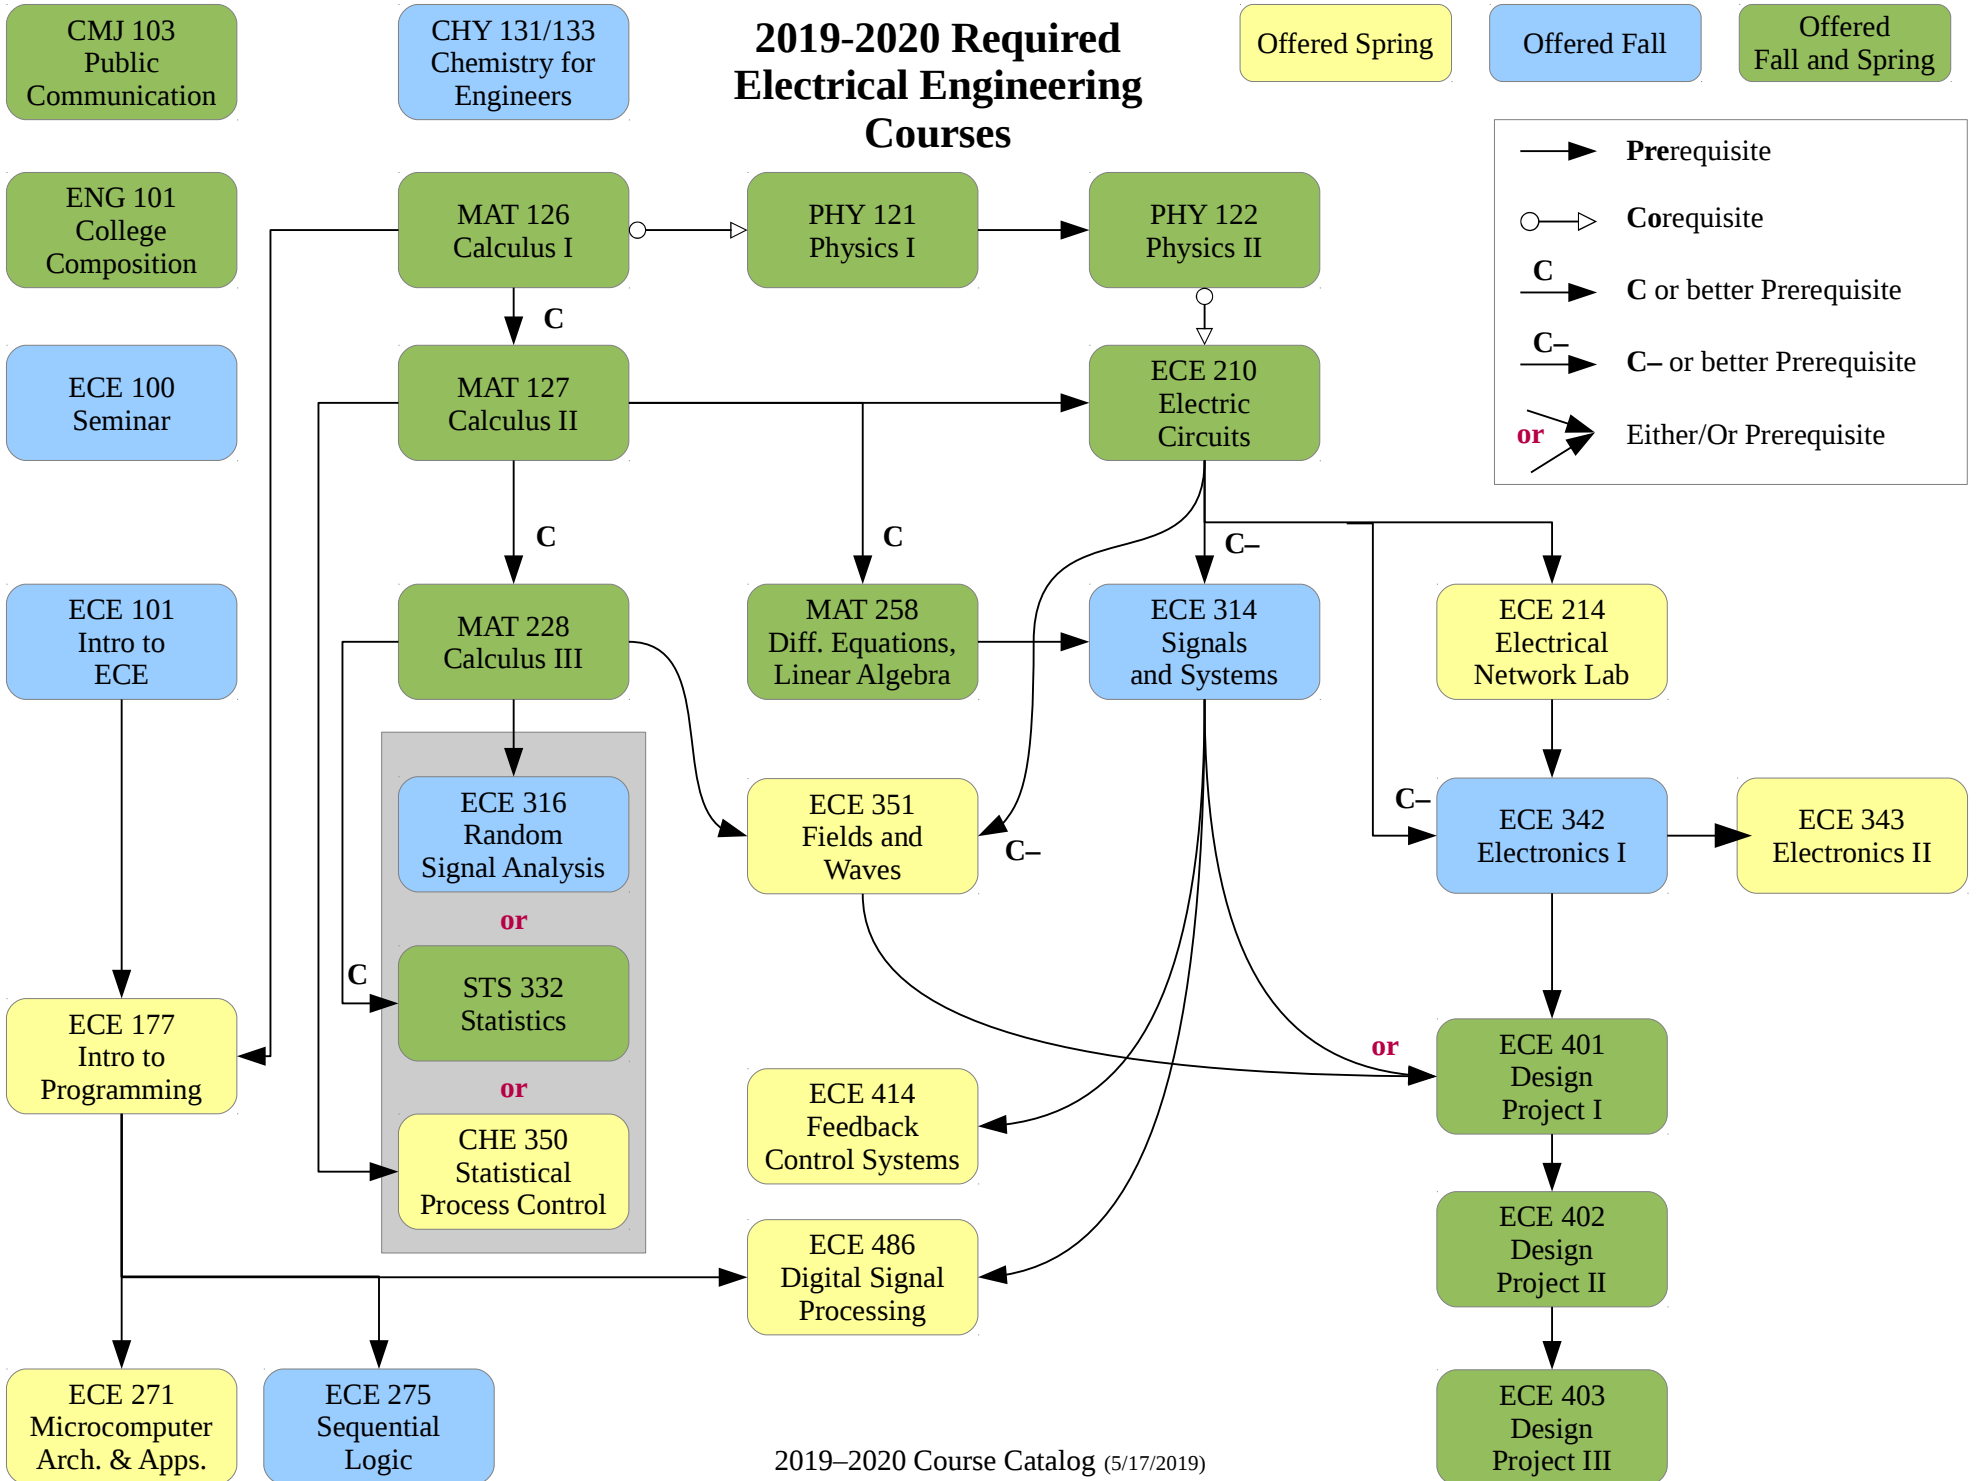 CMJ 103
Public
Communication
CHY 131/133
Chemistry for
Engineers
2019-2020 Required
Electrical Engineering
Courses
Offered Spring
Offered Fall
Offered
Fall and Spring
Prerequisite
Corequisite
C
C or better Prerequisite
C–
C– or better Prerequisite
or
Either/Or Prerequisite
ENG 101
College
Composition
MAT 126
Calculus I
PHY 121
Physics I
PHY 122
Physics II
C
ECE 100
Seminar
MAT 127
Calculus II
ECE 210
Electric
Circuits
C
C
C–
ECE 101
Intro to
ECE
MAT 228
Calculus III
MAT 258
Diff. Equations,
Linear Algebra
ECE 314
Signals
and Systems
ECE 214
Electrical
Network Lab
ECE 316
Random
Signal Analysis
or
C
STS 332
Statistics
or
CHE 350
Statistical
Process Control
ECE 351
Fields and
Waves
C–
C–
ECE 342
Electronics I
ECE 343
Electronics II
ECE 177
Intro to
Programming
ECE 414
Feedback
Control Systems
or
ECE 401
Design
Project I
ECE 486
Digital Signal
Processing
ECE 402
Design
Project II
ECE 271
Microcomputer
Arch. & Apps.
ECE 275
Sequential
Logic
ECE 403
Design
Project III
2019–2020 Course Catalog (5/17/2019)